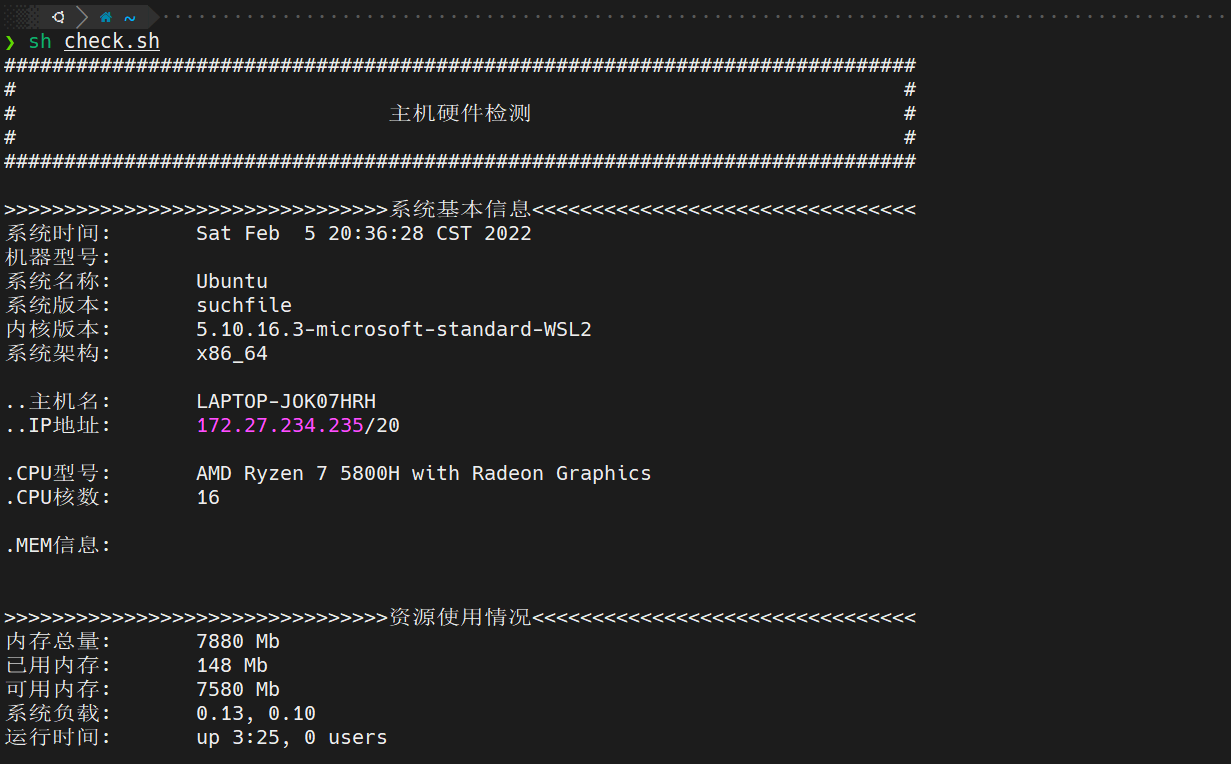 ~
❯ sh check.sh
############################################################################
#                                                                          #
#                               主机硬件检测                               #
#                                                                          #
############################################################################
>>>>>>>>>>>>>>>>>>>>>>>>>>>>>>>>系统基本信息<<<<<<<<<<<<<<<<<<<<<<<<<<<<<<<<
系统时间:       Sat Feb  5 20:36:28 CST 2022
机器型号:
系统名称:       Ubuntu
系统版本:       suchfile
内核版本:       5.10.16.3-microsoft-standard-WSL2
系统架构:       x86_64
..主机名:       LAPTOP-JOK07HRH
..IP地址:       172.27.234.235/20
.CPU型号:       AMD Ryzen 7 5800H with Radeon Graphics
.CPU核数:       16
.MEM信息:
>>>>>>>>>>>>>>>>>>>>>>>>>>>>>>>>资源使用情况<<<<<<<<<<<<<<<<<<<<<<<<<<<<<<<<
内存总量:       7880 Mb
已用内存:       148 Mb
可用内存:       7580 Mb
系统负载:       0.13, 0.10
运行时间:       up 3:25, 0 users